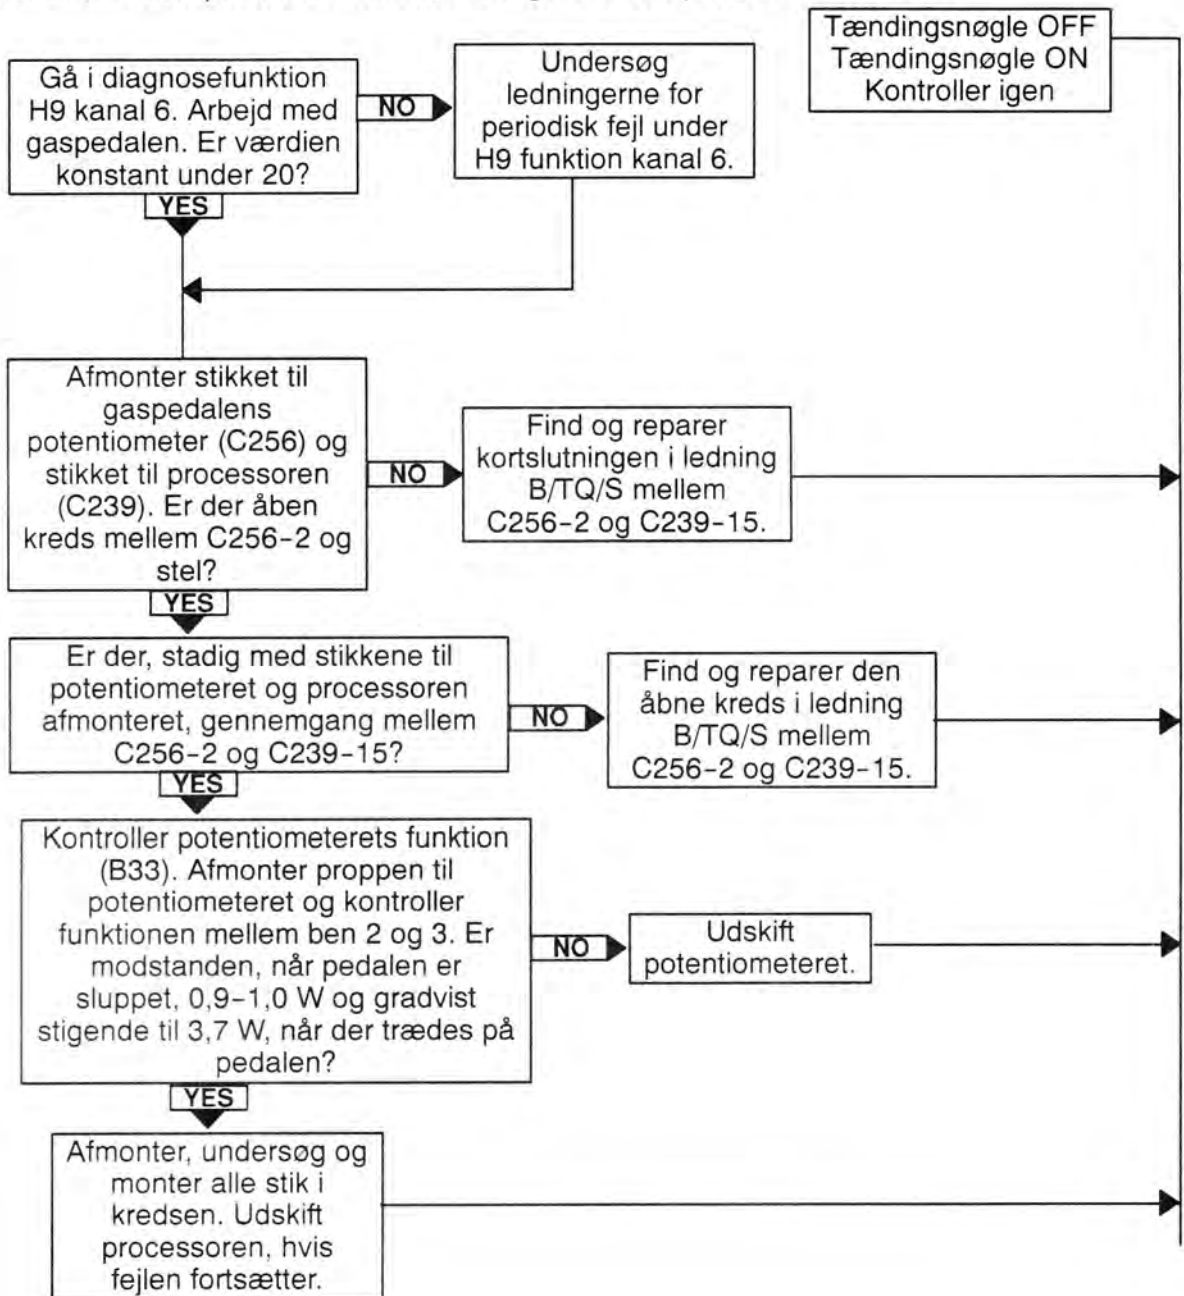 Tændingsnøgle OFF
Tændingsnøgle ON
Kontroller igen
Gå i diagnosefunktion
H9 kanal 6. Arbejd med
gaspedalen. Er værdien
konstant under 20?
NO
Undersøg
ledningerne for
periodisk fejl under
H9 funktion kanal 6.
YES
Afmonter stikket til
gaspedalens
potentiometer (C256) og
stikket til processoren
(C239). Er der åben
kreds mellem C256-2 og
stel?
NO
Find og reparer
kortslutningen i ledning
B/TQ/S mellem
C256-2 og C239-15.
YES
Er der, stadig med stikkene til
potentiometeret og processoren
afmonteret, gennemgang mellem
C256-2 og C239-15?
NO
Find og reparer den
åbne kreds i ledning
B/TQ/S mellem
C256-2 og C239-15.
YES
Kontroller potentiometerets funktion
(B33). Afmonter proppen til
potentiometeret og kontroller
funktionen mellem ben 2 og 3. Er
modstanden, når pedalen er
sluppet, 0,9-1,0 W og gradvist
stigende til 3,7 W, når der trædes på
pedalen?
NO
Udskift
potentiometeret.
YES
Afmonter, undersøg og
monter alle stik i
kredsen. Udskift
processoren, hvis
fejlen fortsætter.